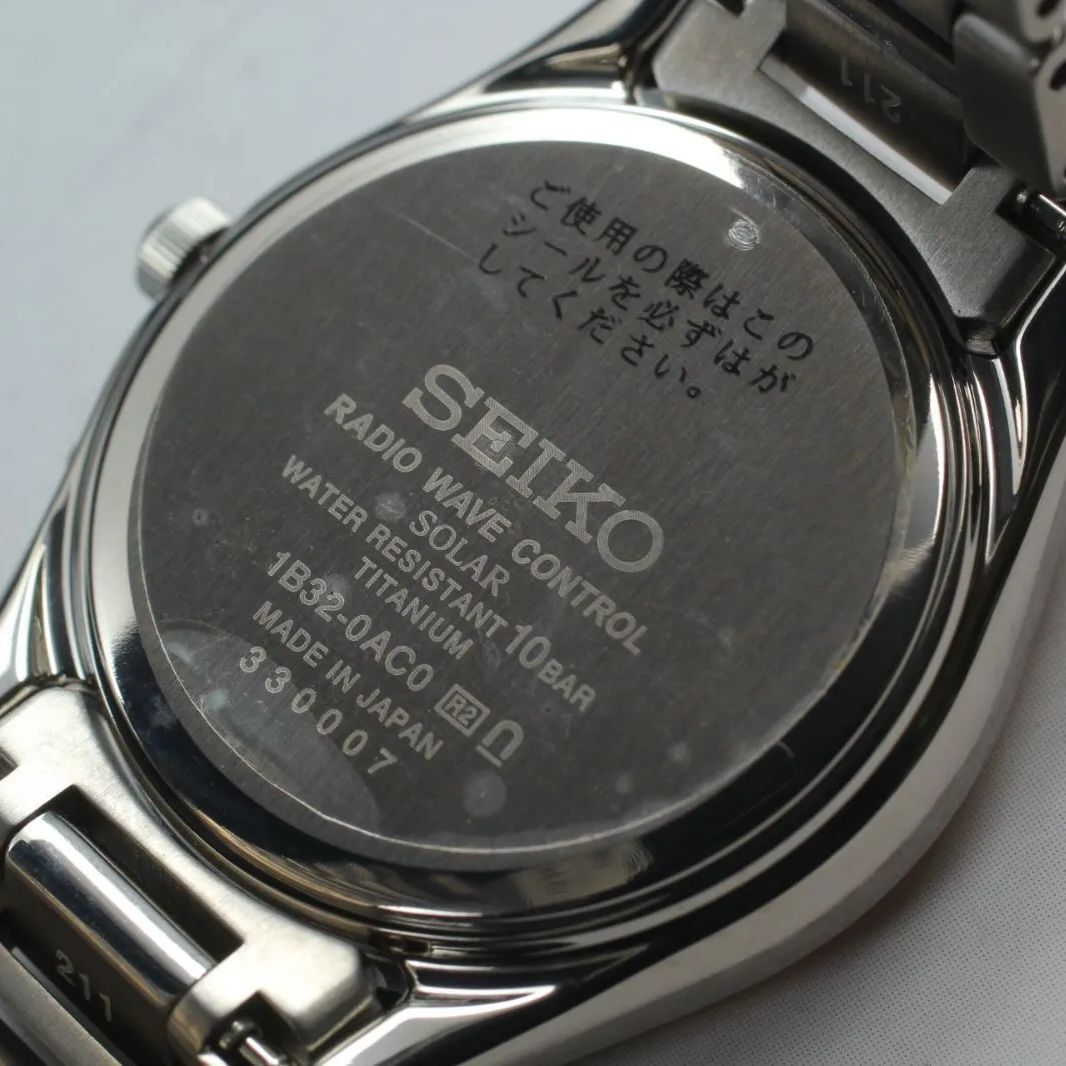 ご使用の際はこの
シールを必ずはが
してください。
SEIKO
RADIO WAVE CONTROL
SOLAR
WATER RESISTANT 10BAR
TITANIUM
1B32-0AC0 R2
MADE IN JAPAN
330007
211
211